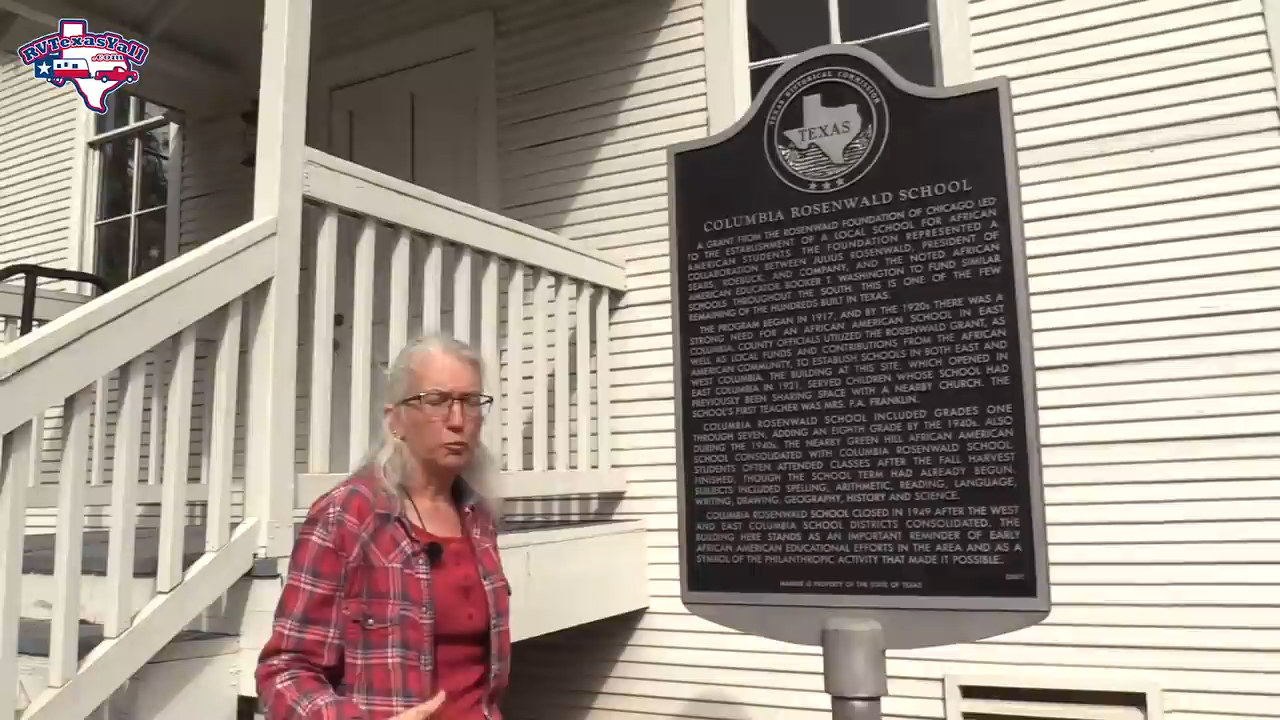 RVTexasYall
.com
TEXAS HISTORICAL COMMISSION
TEXAS
COLUMBIA ROSENWALD SCHOOL
A GRANT FROM THE ROSENWALD FOUNDATION OF CHICAGO LED
TO THE ESTABLISHMENT OF A LOCAL SCHOOL FOR AFRICAN
AMERICAN STUDENTS. THE FOUNDATION REPRESENTED A
COLLABORATION BETWEEN JULIUS ROSENWALD, PRESIDENT OF
SEARS, ROEBUCK, AND COMPANY, AND THE NOTED AFRICAN
AMERICAN EDUCATOR BOOKER T. WASHINGTON TO FUND SIMILAR
SCHOOLS THROUGHOUT THE SOUTH. THIS IS ONE OF THE FEW
REMAINING OF THE HUNDREDS BUILT IN TEXAS.
THE PROGRAM BEGAN IN 1917, AND BY THE 1920s THERE WAS A
STRONG NEED FOR AN AFRICAN AMERICAN SCHOOL IN EAST
COLUMBIA. COUNTY OFFICIALS UTILIZED THE ROSENWALD GRANT, AS
WELL AS LOCAL FUNDS AND CONTRIBUTIONS FROM THE AFRICAN
AMERICAN COMMUNITY, TO ESTABLISH SCHOOLS IN BOTH EAST AND
WEST COLUMBIA. THE BUILDING AT THIS SITE, WHICH OPENED IN
EAST COLUMBIA IN 1921, SERVED CHILDREN WHOSE SCHOOL HAD
PREVIOUSLY BEEN SHARING SPACE WITH A NEARBY CHURCH. THE
SCHOOL'S FIRST TEACHER WAS MRS. P.A. FRANKLIN.
COLUMBIA ROSENWALD SCHOOL INCLUDED GRADES ONE
THROUGH SEVEN, ADDING AN EIGHTH GRADE BY THE 1940s. ALSO
DURING THE 1940s, THE NEARBY GREEN HILL AFRICAN AMERICAN
SCHOOL CONSOLIDATED WITH COLUMBIA ROSENWALD SCHOOL.
STUDENTS OFTEN ATTENDED CLASSES AFTER THE FALL HARVEST
FINISHED, THOUGH THE SCHOOL TERM HAD ALREADY BEGUN.
SUBJECTS INCLUDED SPELLING, ARITHMETIC, READING, LANGUAGE,
WRITING, DRAWING, GEOGRAPHY, HISTORY AND SCIENCE.
COLUMBIA ROSENWALD SCHOOL CLOSED IN 1949 AFTER THE WEST
AND EAST COLUMBIA SCHOOL DISTRICTS CONSOLIDATED. THE
BUILDING HERE STANDS AS AN IMPORTANT REMINDER OF EARLY
AFRICAN AMERICAN EDUCATIONAL EFFORTS IN THE AREA AND AS A
SYMBOL OF THE PHILANTHROPIC ACTIVITY THAT MADE IT POSSIBLE.
MARKER IS PROPERTY OF THE STATE OF TEXAS